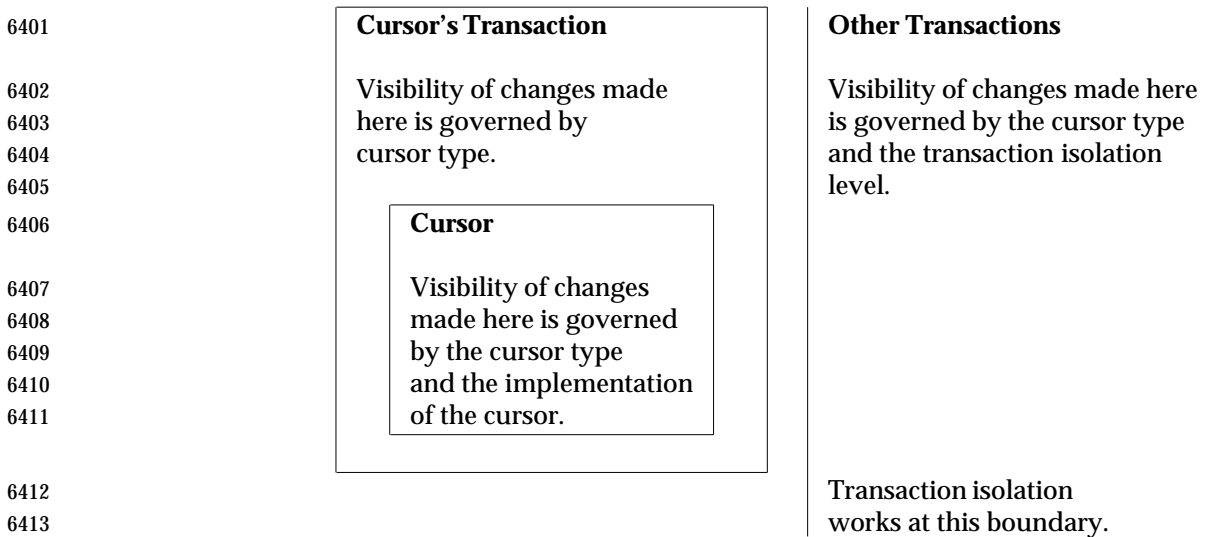 6401 Cursor's Transaction Other Transactions
6402 Visibility of changes made Visibility of changes made here
6403 here is governed by is governed by the cursor type
6404 cursor type. and the transaction isolation
6405 level.
6406 Cursor
6407 Visibility of changes
6408 made here is governed
6409 by the cursor type
6410 and the implementation
6411 of the cursor.
6412 Transaction isolation
6413 works at this boundary.